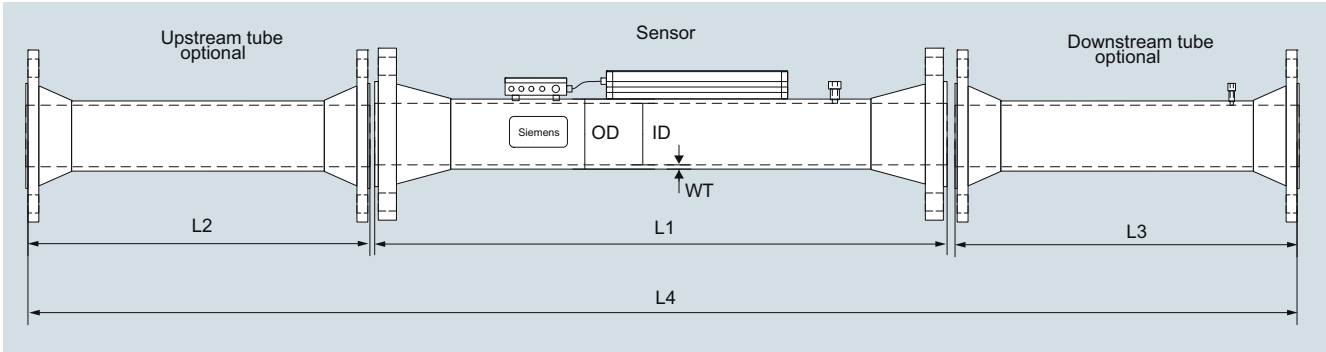 Upstream tube
optional
Sensor
Downstream tube
optional
Siemens
OD
ID
WT
L2
L1
L3
L4